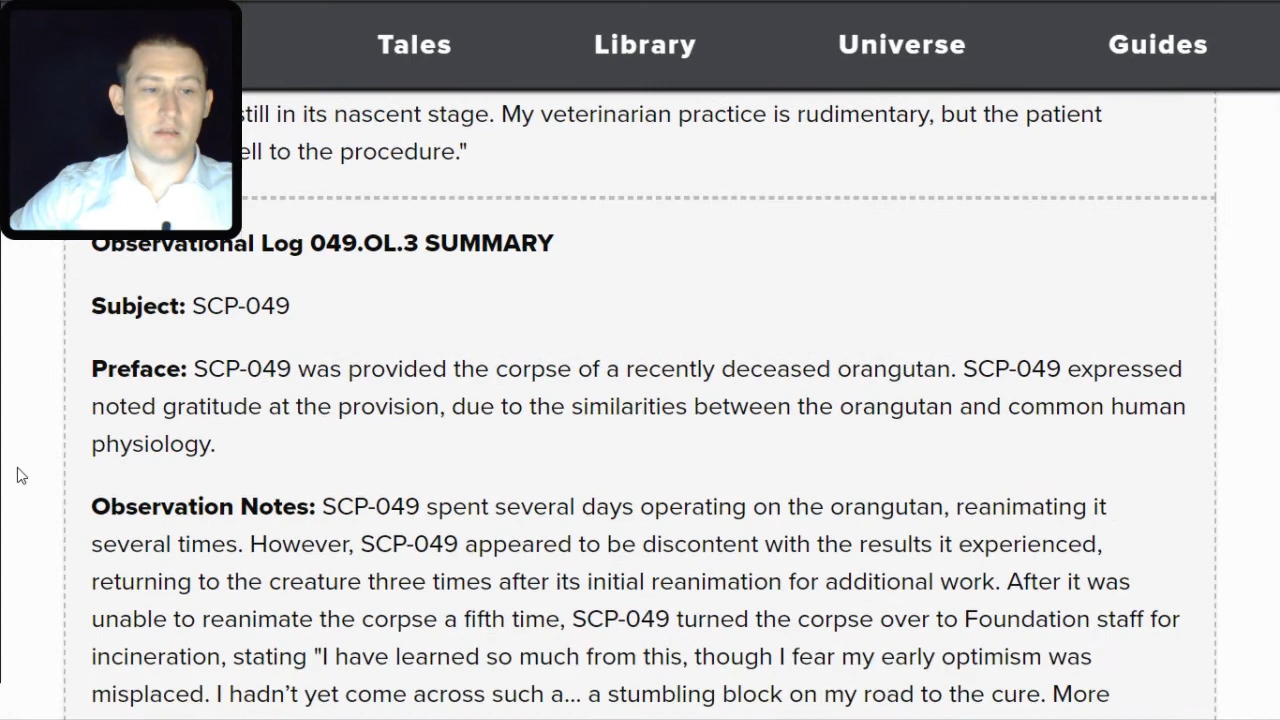 Tales Library Universe Guides
still in its nascent stage. My veterinarian practice is rudimentary, but the patient
ell to the procedure."
Observational Log 049.OL.3 SUMMARY
Subject: SCP-049
Preface: SCP-049 was provided the corpse of a recently deceased orangutan. SCP-049 expressed
noted gratitude at the provision, due to the similarities between the orangutan and common human
physiology.
Observation Notes: SCP-049 spent several days operating on the orangutan, reanimating it
several times. However, SCP-049 appeared to be discontent with the results it experienced,
returning to the creature three times after its initial reanimation for additional work. After it was
unable to reanimate the corpse a fifth time, SCP-049 turned the corpse over to Foundation staff for
incineration, stating "I have learned so much from this, though I fear my early optimism was
misplaced. I hadn’t yet come across such a... a stumbling block on my road to the cure. More